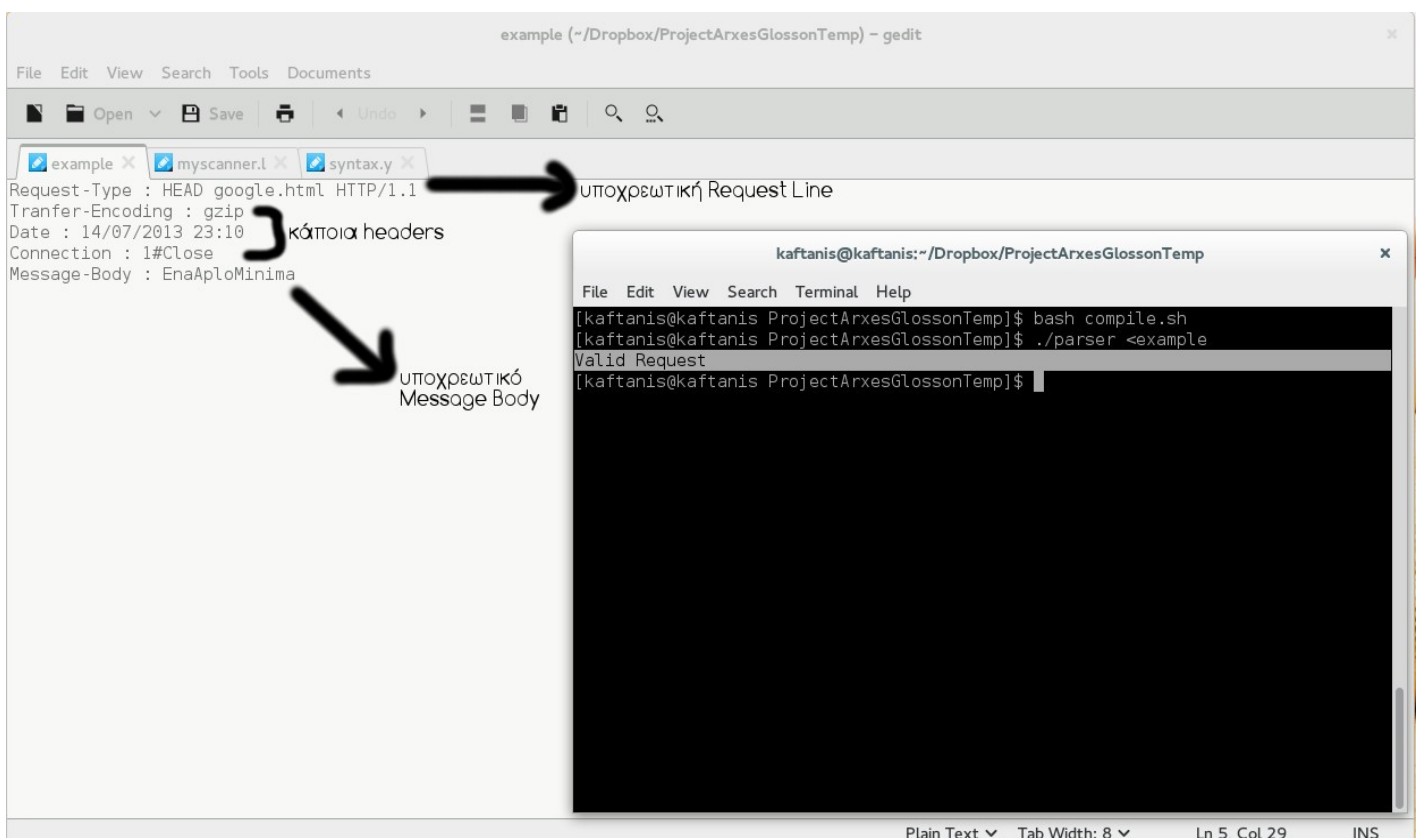 example (~/Dropbox/ProjectArxesGlossonTemp) – gedit
File Edit View Search Tools Documents
Open Save Undo
example myscanner.l syntax.y
Request-Type : HEAD google.html HTTP/1.1
υποχρεωτική Request Line
Tranfer-Encoding : gzip
Date : 14/07/2013 23:10
κάποια headers
Connection : 1#Close
Message-Body : EnaAploMinima
υποχρεωτικό
Message Body
kaftanis@kaftanis:~/Dropbox/ProjectArxesGlossonTemp
File Edit View Search Terminal Help
[kaftanis@kaftanis ProjectArxesGlossonTemp]$ bash compile.sh
[kaftanis@kaftanis ProjectArxesGlossonTemp]$ ./parser <example
Valid Request
[kaftanis@kaftanis ProjectArxesGlossonTemp]$
Plain Text Tab Width: 8 Ln 5, Col 29 INS